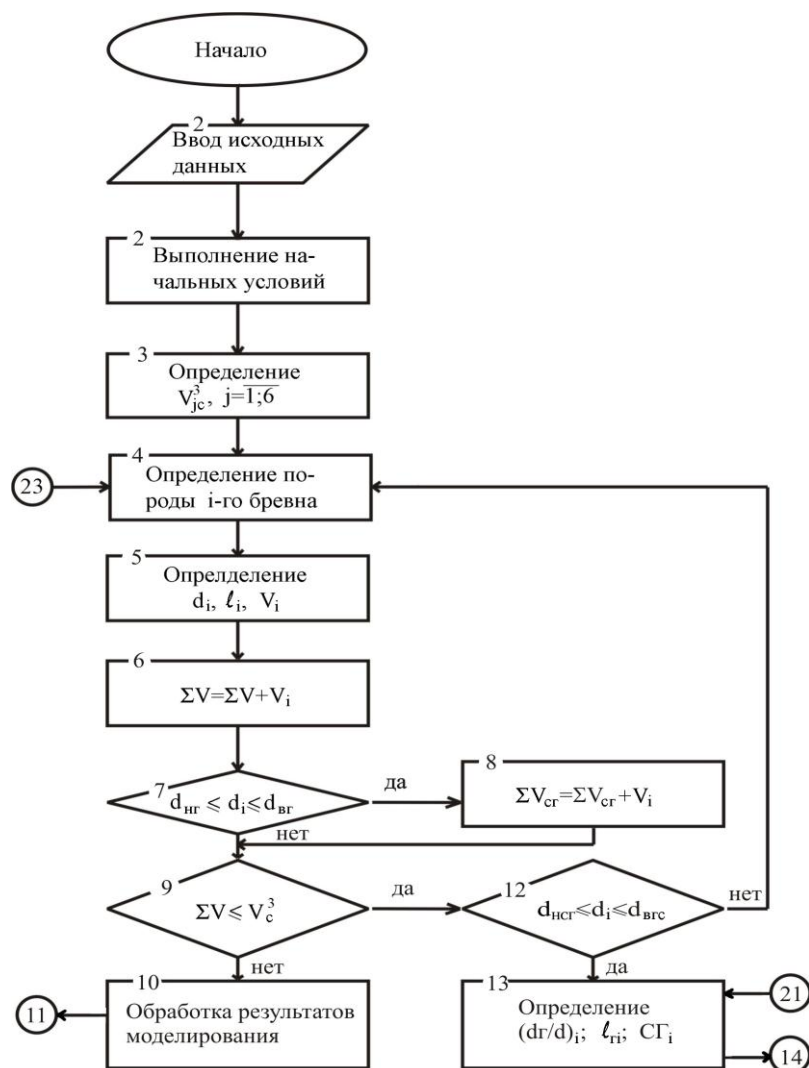 Начало
2
Ввод исходных
данных
2
Выполнение на-
чальных условий
3
Определение
V³jc, j=1;6
4
Определение по-
роды i-го бревна
23
5
Опрелделение
dᵢ, ℓᵢ, Vᵢ
6
ΣV=ΣV+Vᵢ
7
dнг ⩽ dᵢ ⩽ dвг
да
нет
8
ΣVсг=ΣVсг+Vᵢ
9
ΣV ⩽ V³c
да
нет
12
dнсг⩽dᵢ⩽dвгс
нет
да
10
Обработка результатов
моделирования
11
13
Определение
(dг/d)ᵢ; ℓгi; СГᵢ
21
14